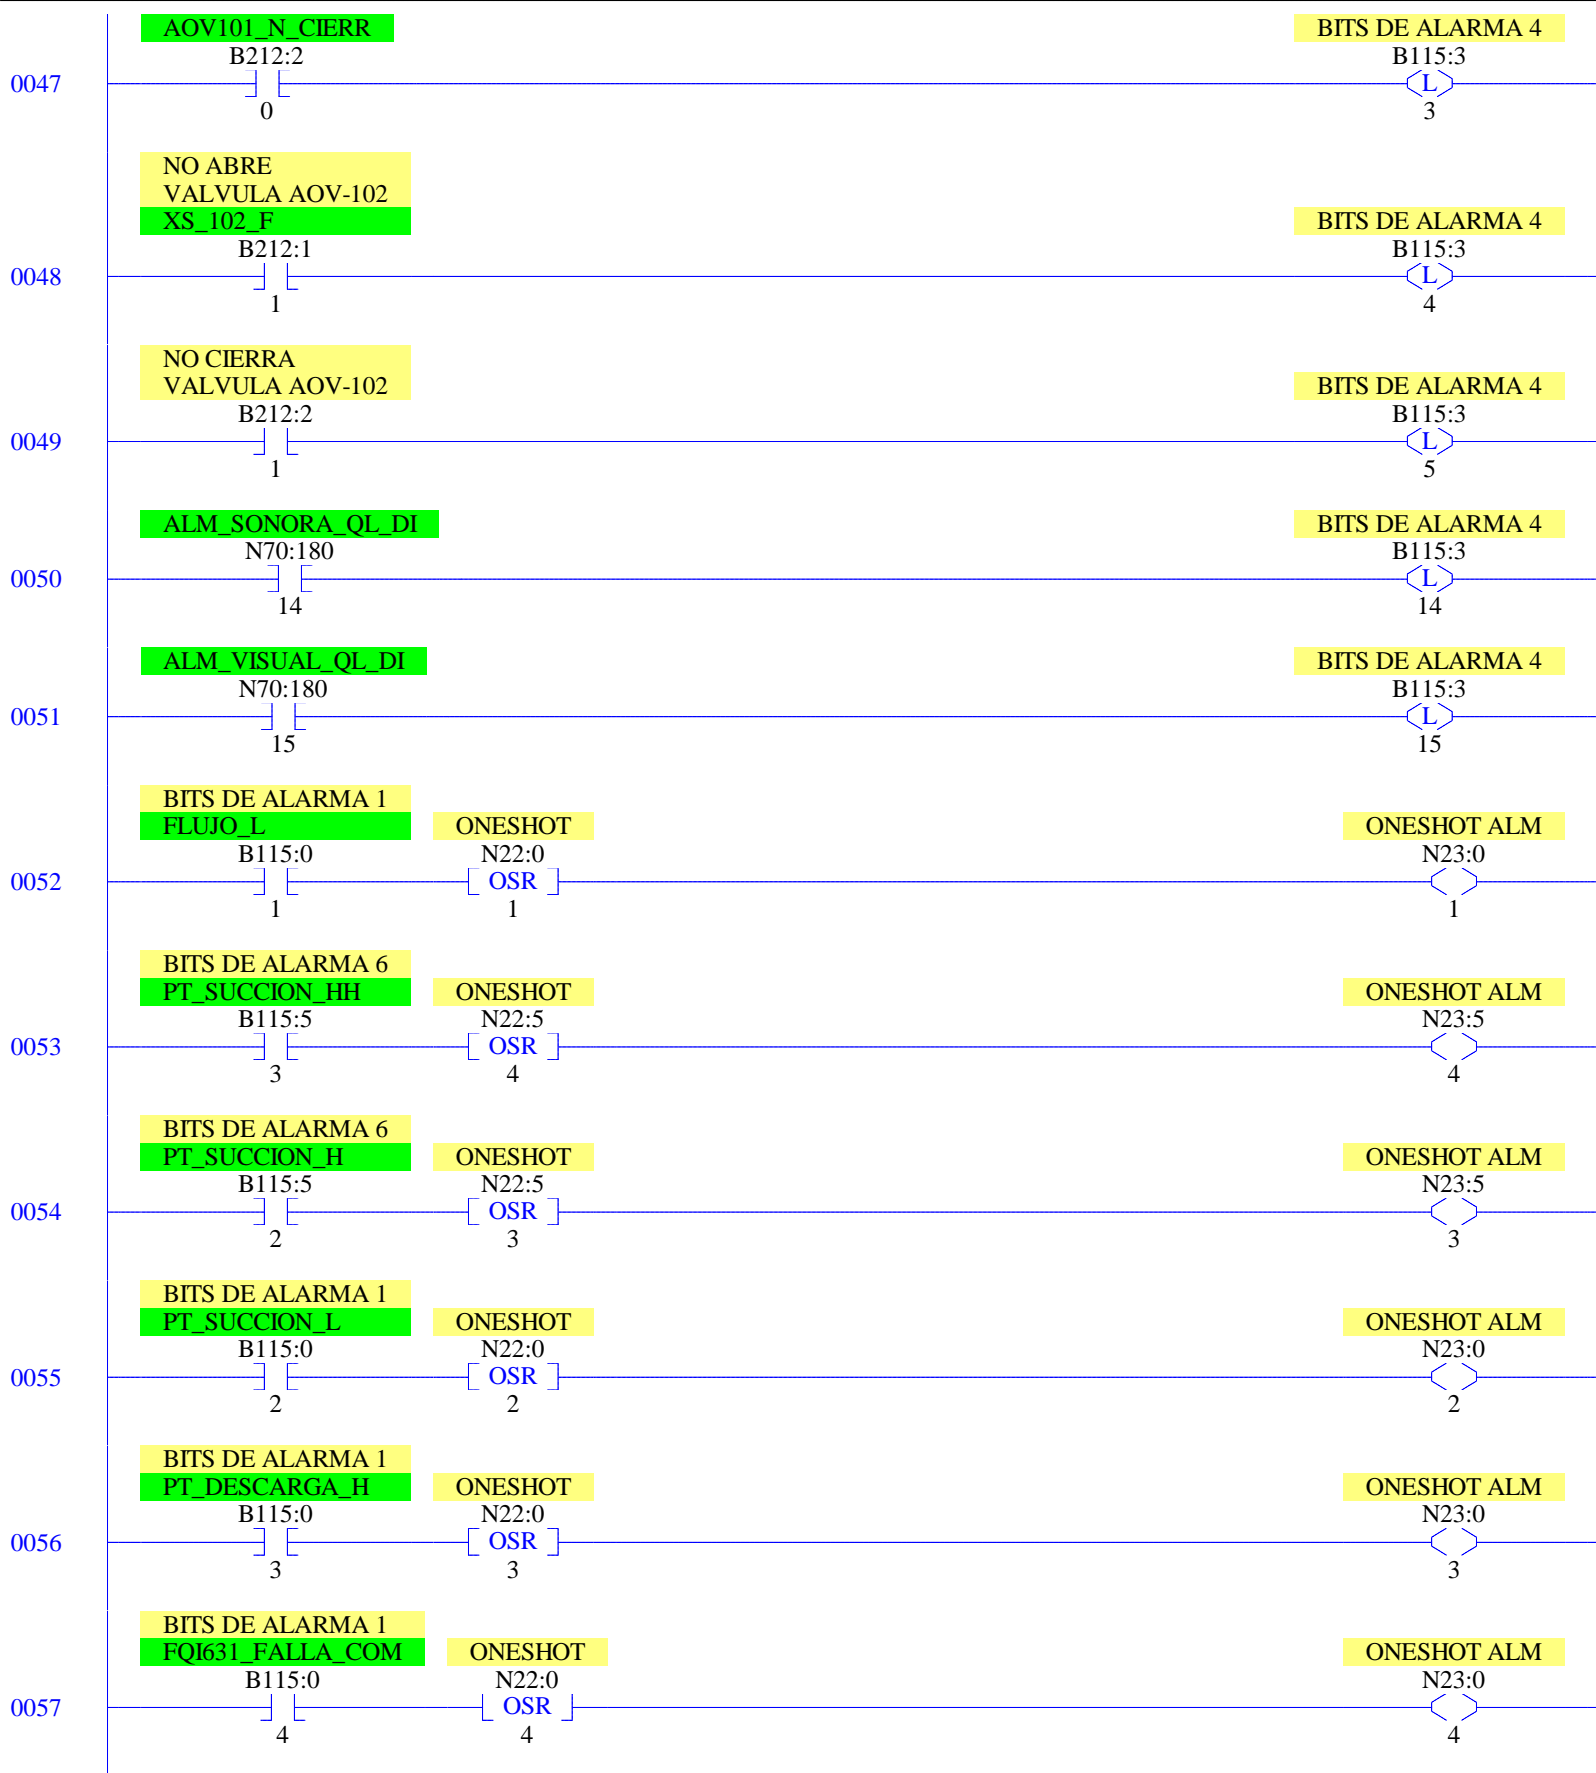 AOV101_N_CIERR
B212:2
0
BITS DE ALARMA 4
B115:3
L
3
0047
NO ABRE
VALVULA AOV-102
XS_102_F
B212:1
1
BITS DE ALARMA 4
B115:3
L
4
0048
NO CIERRA
VALVULA AOV-102
B212:2
1
BITS DE ALARMA 4
B115:3
L
5
0049
ALM_SONORA_QL_DI
N70:180
14
BITS DE ALARMA 4
B115:3
L
14
0050
ALM_VISUAL_QL_DI
N70:180
15
BITS DE ALARMA 4
B115:3
L
15
0051
BITS DE ALARMA 1
FLUJO_L
B115:0
1
ONESHOT
N22:0
OSR
1
ONESHOT ALM
N23:0
1
0052
BITS DE ALARMA 6
PT_SUCCION_HH
B115:5
3
ONESHOT
N22:5
OSR
4
ONESHOT ALM
N23:5
4
0053
BITS DE ALARMA 6
PT_SUCCION_H
B115:5
2
ONESHOT
N22:5
OSR
3
ONESHOT ALM
N23:5
3
0054
BITS DE ALARMA 1
PT_SUCCION_L
B115:0
2
ONESHOT
N22:0
OSR
2
ONESHOT ALM
N23:0
2
0055
BITS DE ALARMA 1
PT_DESCARGA_H
B115:0
3
ONESHOT
N22:0
OSR
3
ONESHOT ALM
N23:0
3
0056
BITS DE ALARMA 1
FQI631_FALLA_COM
B115:0
4
ONESHOT
N22:0
OSR
4
ONESHOT ALM
N23:0
4
0057